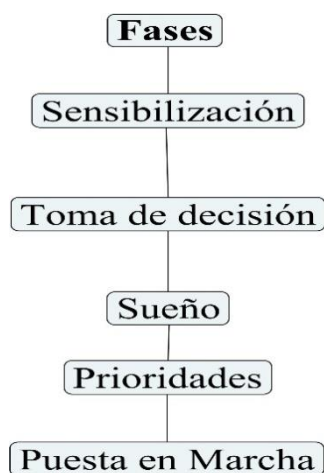 Fases
Sensibilización
Toma de decisión
Sueño
Prioridades
Puesta en Marcha